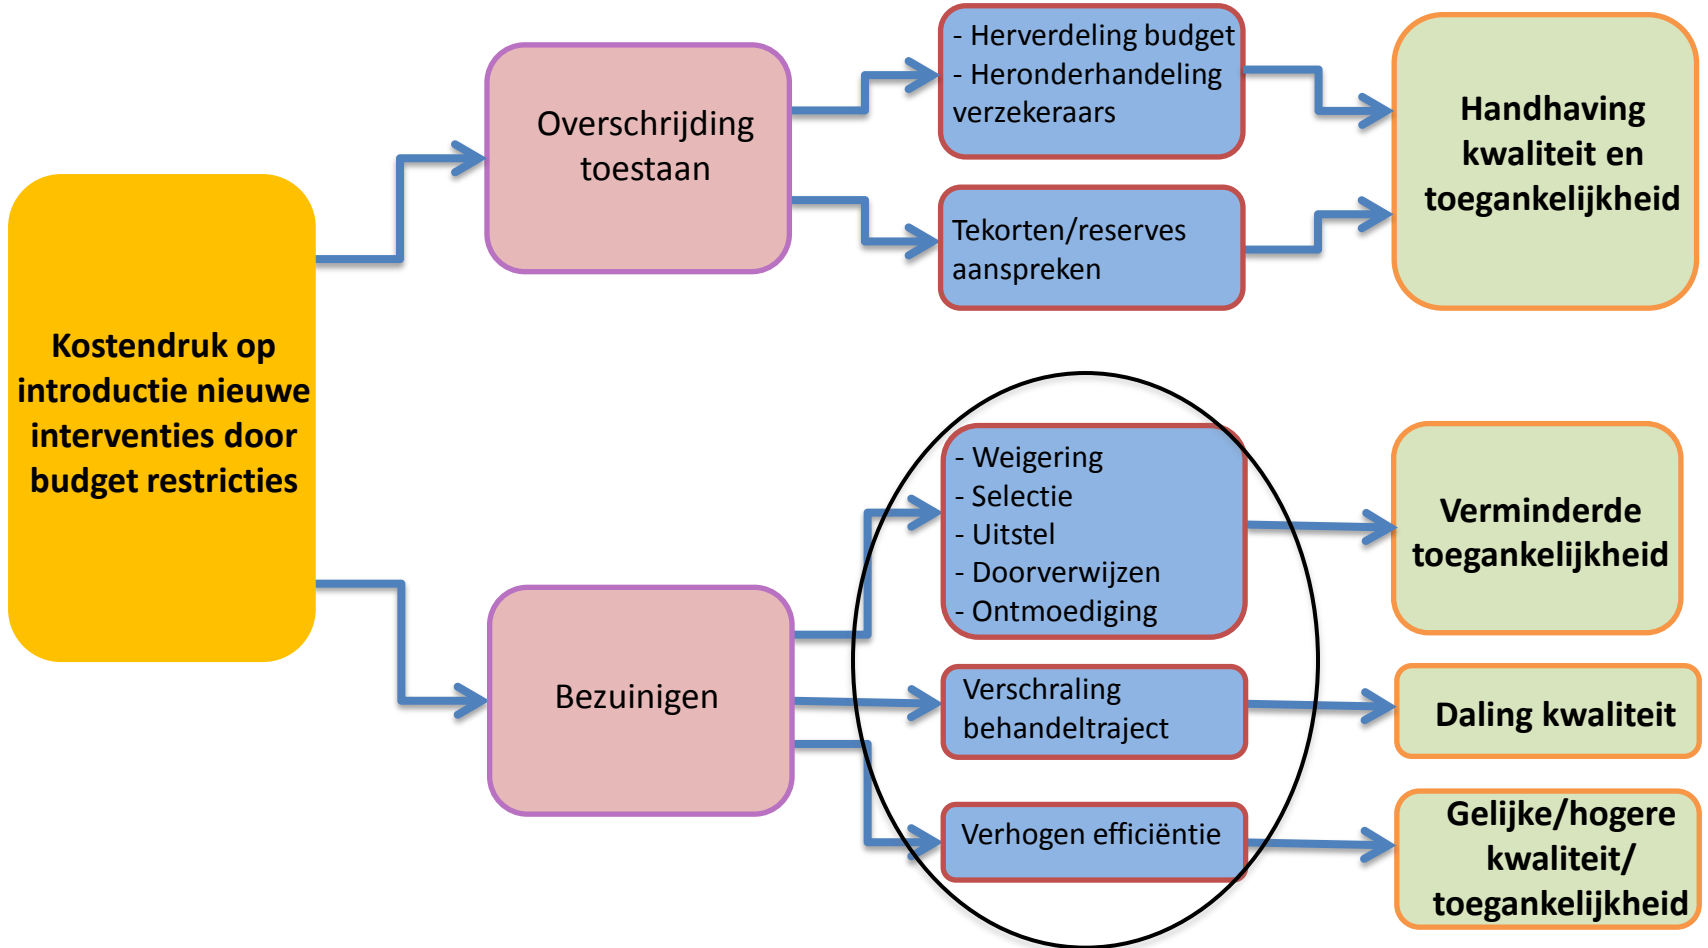 Kostendruk op
introductie nieuwe
interventies door
budget restricties
Overschrijding
toestaan
- Herverdeling budget
- Heronderhandeling
verzekeraars
Tekorten/reserves
aanspreken
Handhaving
kwaliteit en
toegankelijkheid
Bezuinigen
- Weigering
- Selectie
- Uitstel
- Doorverwijzen
- Ontmoediging
Verminderde
toegankelijkheid
Verschraling
behandeltraject
Daling kwaliteit
Verhogen efficiëntie
Gelijke/hogere
kwaliteit/
toegankelijkheid